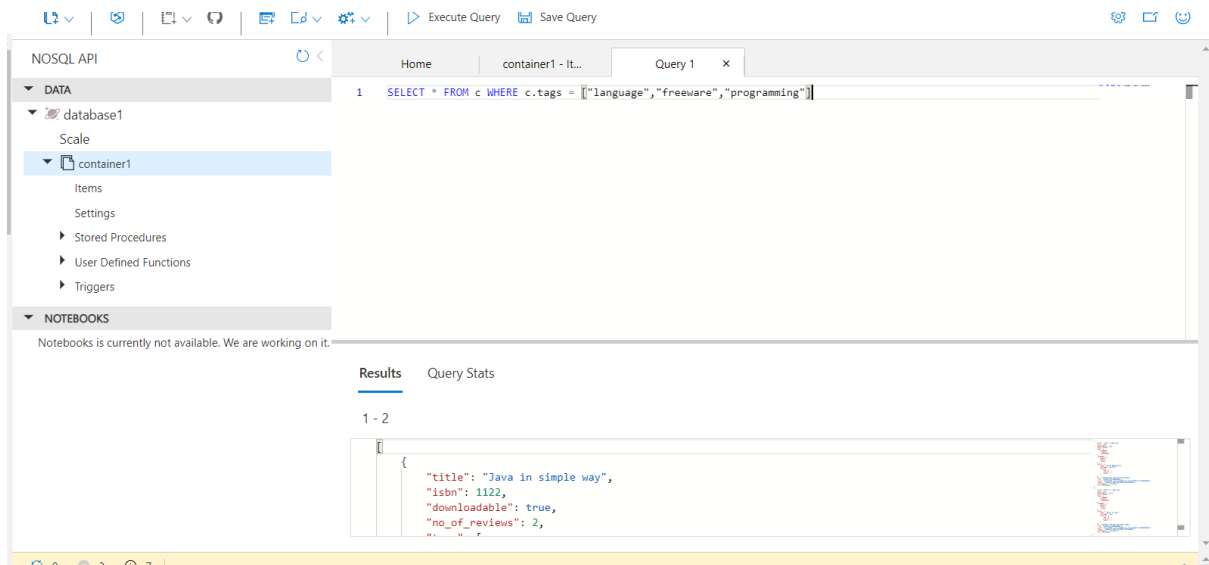 Execute Query Save Query
NOSQL API
DATA
database1
Scale
container1
Items
Settings
Stored Procedures
User Defined Functions
Triggers
NOTEBOOKS
Notebooks is currently not available. We are working on it.
Home container1 - It... Query 1 ×
1 SELECT * FROM c WHERE c.tags = ["language","freeware","programming"]
Results Query Stats
1 - 2
[
{
"title": "Java in simple way",
"isbn": 1122,
"downloadable": true,
"no_of_reviews": 2,